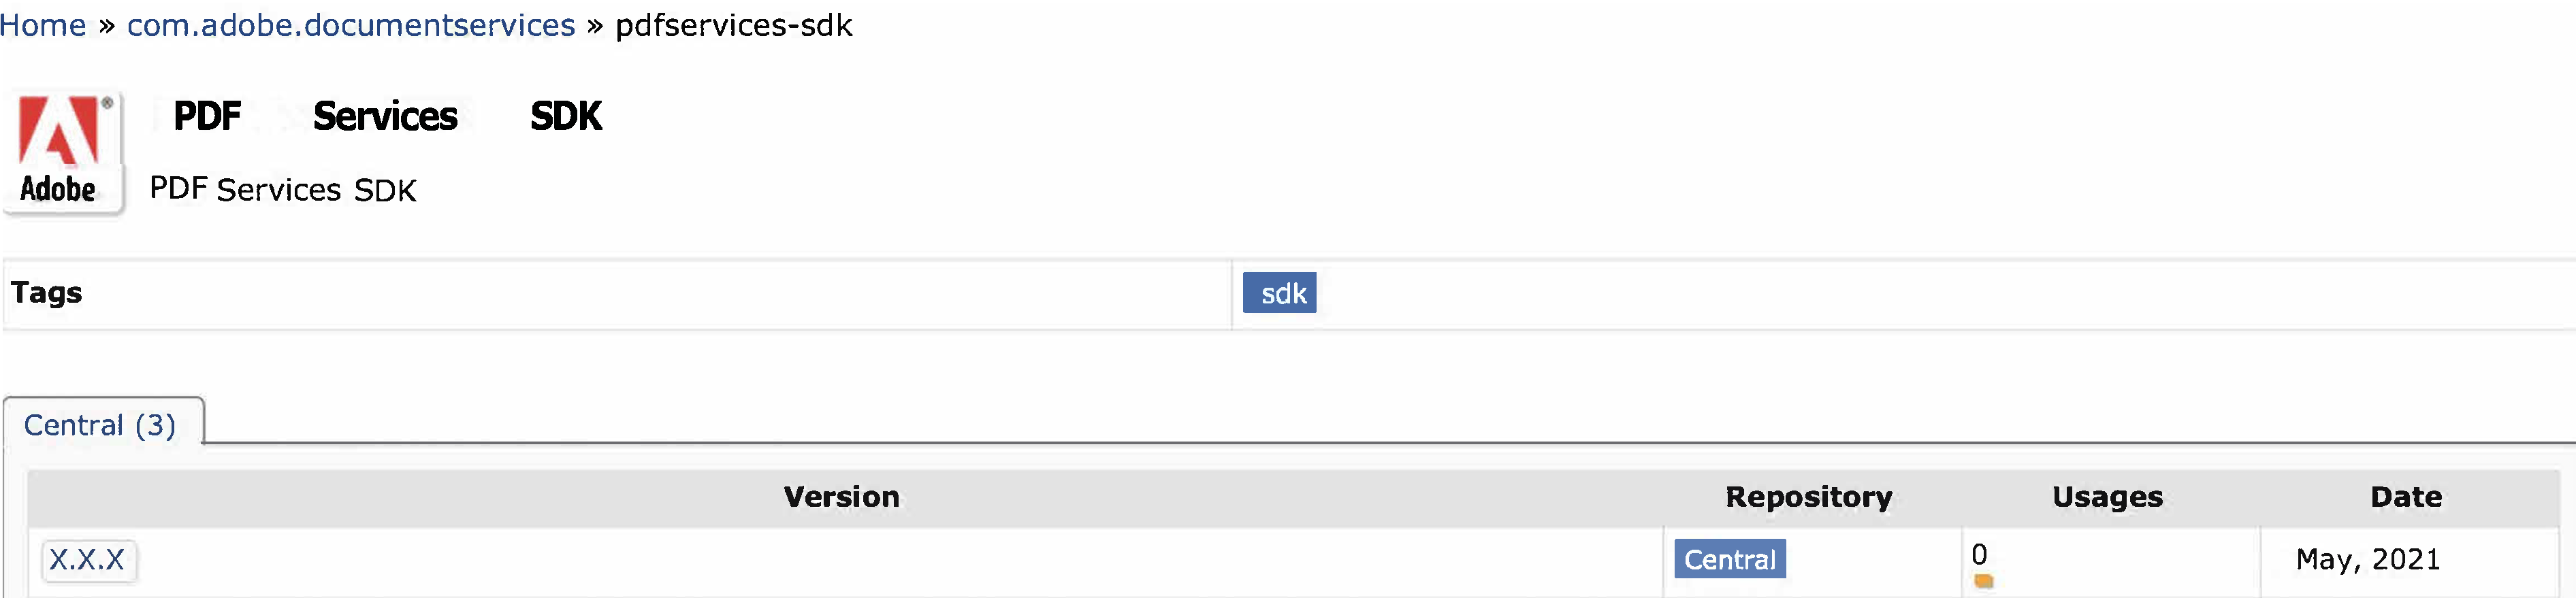 Home » com.adobe.documentservices » pdfservices-sdk
PDF Services SDK
Adobe®
PDF Services SDK
Tags sdk
Central (3)
Version Repository Usages Date
X.X.X Central 0 May, 2021